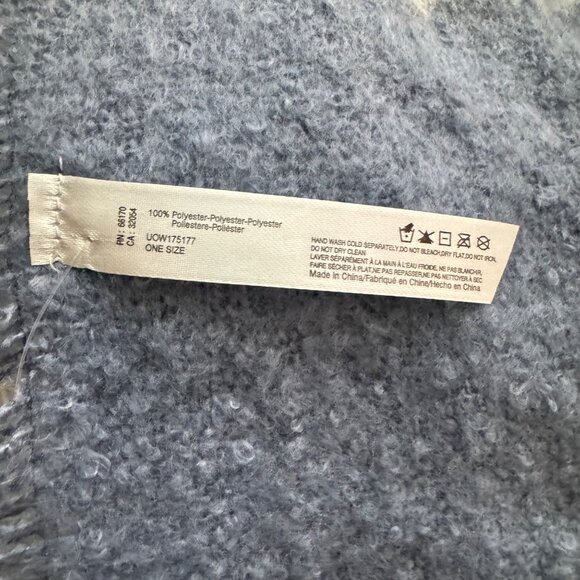 RN : 66170
CA : 32054
100% Polyester-Polyester-Polyester
Poliestere-Poliéster
UOW175177
ONE SIZE
HAND WASH COLD SEPARATELY,DO NOT BLEACH,DRY FLAT,DO NOT IRON,
DO NOT DRY CLEAN
LAVER SÉPARÉMENT À LA MAIN À L'EAU FROIDE, NE PAS BLANCHIR,
FAIRE SÉCHER À PLAT,NE PAS REPASSER,NE PAS NETTOYER À SEC
Made in China/Fabriqué en Chine/Hecho en China